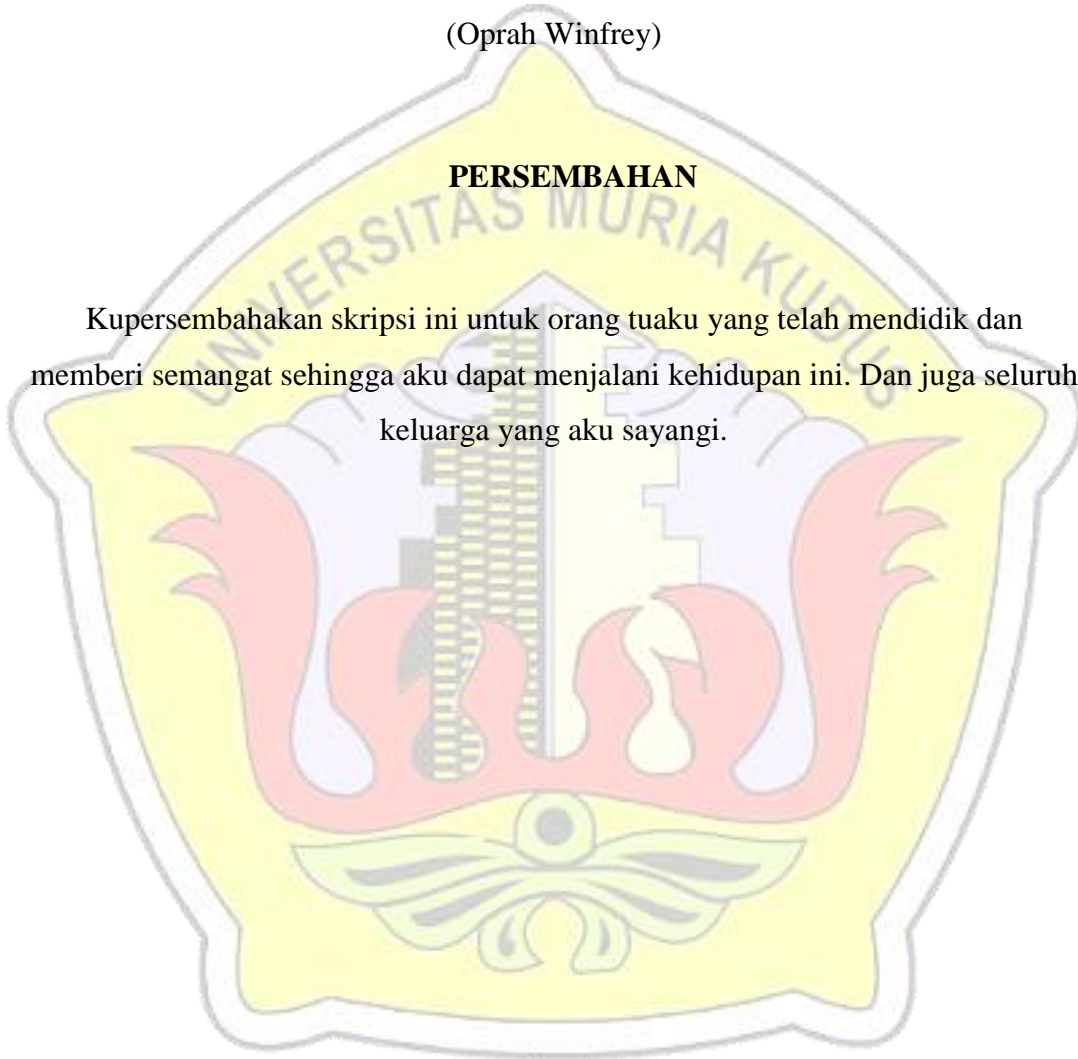 (Oprah Winfrey)
PERSEMBAHAN
UNIVERSITAS MURIA KUDUS
Kupersembahakan skripsi ini untuk orang tuaku yang telah mendidik dan
memberi semangat sehingga aku dapat menjalani kehidupan ini. Dan juga seluruh
keluarga yang aku sayangi.